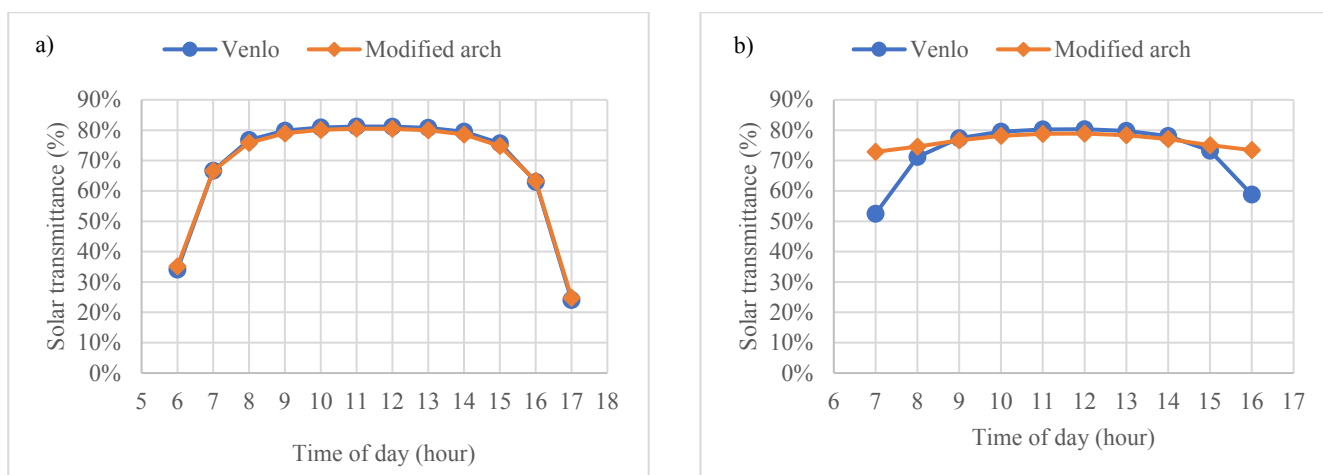 a)
Venlo
Modified arch
90%
80%
70%
60%
50%
40%
30%
20%
10%
0%
Solar transmittance (%)
5 6 7 8 9 10 11 12 13 14 15 16 17 18
Time of day (hour)
b)
Venlo
Modified arch
90%
80%
70%
60%
50%
40%
30%
20%
10%
0%
Solar transmittance (%)
6 7 8 9 10 11 12 13 14 15 16 17
Time of day (hour)